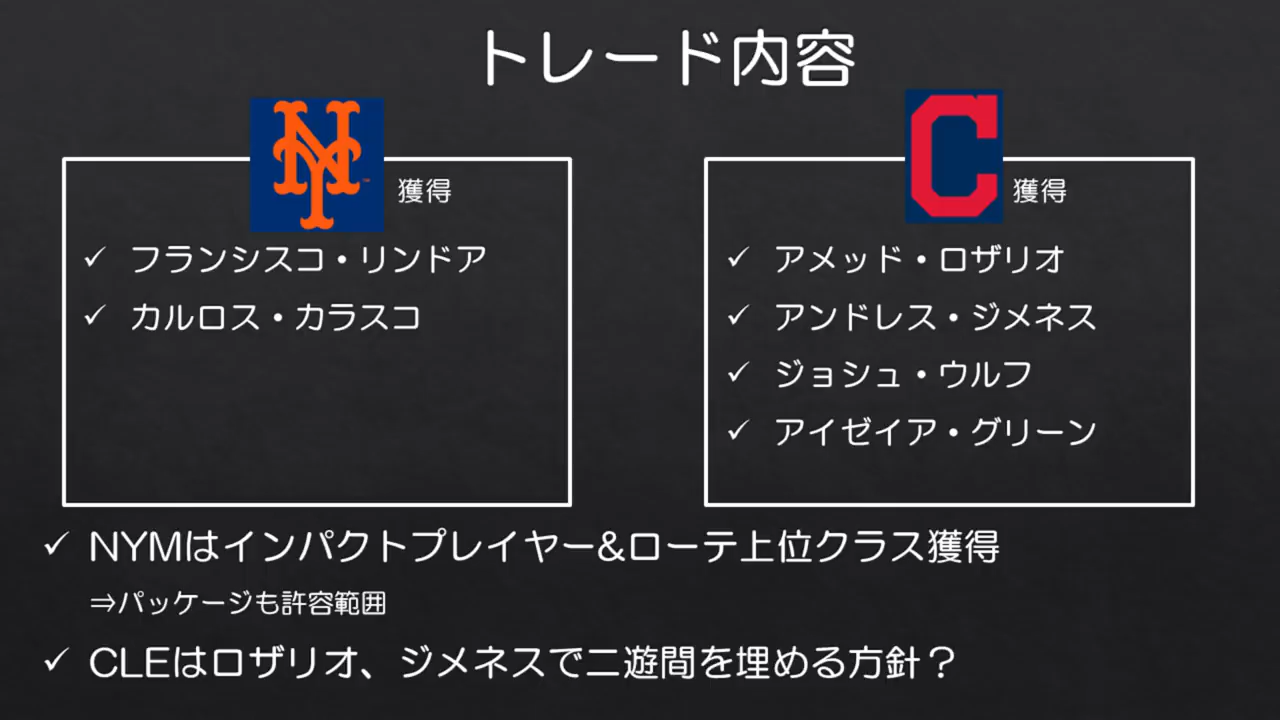 トレード内容
NY
C
獲得
獲得
✓ フランシスコ・リンドア
✓ カルロス・カラスコ
✓ アメッド・ロザリオ
✓ アンドレス・ジメネス
✓ ジョシュ・ウルフ
✓ アイゼイア・グリーン
✓ NYMはインパクトプレイヤー&ローテ上位クラス獲得
⇒パッケージも許容範囲
✓ CLEはロザリオ、ジメネスで二遊間を埋める方針？